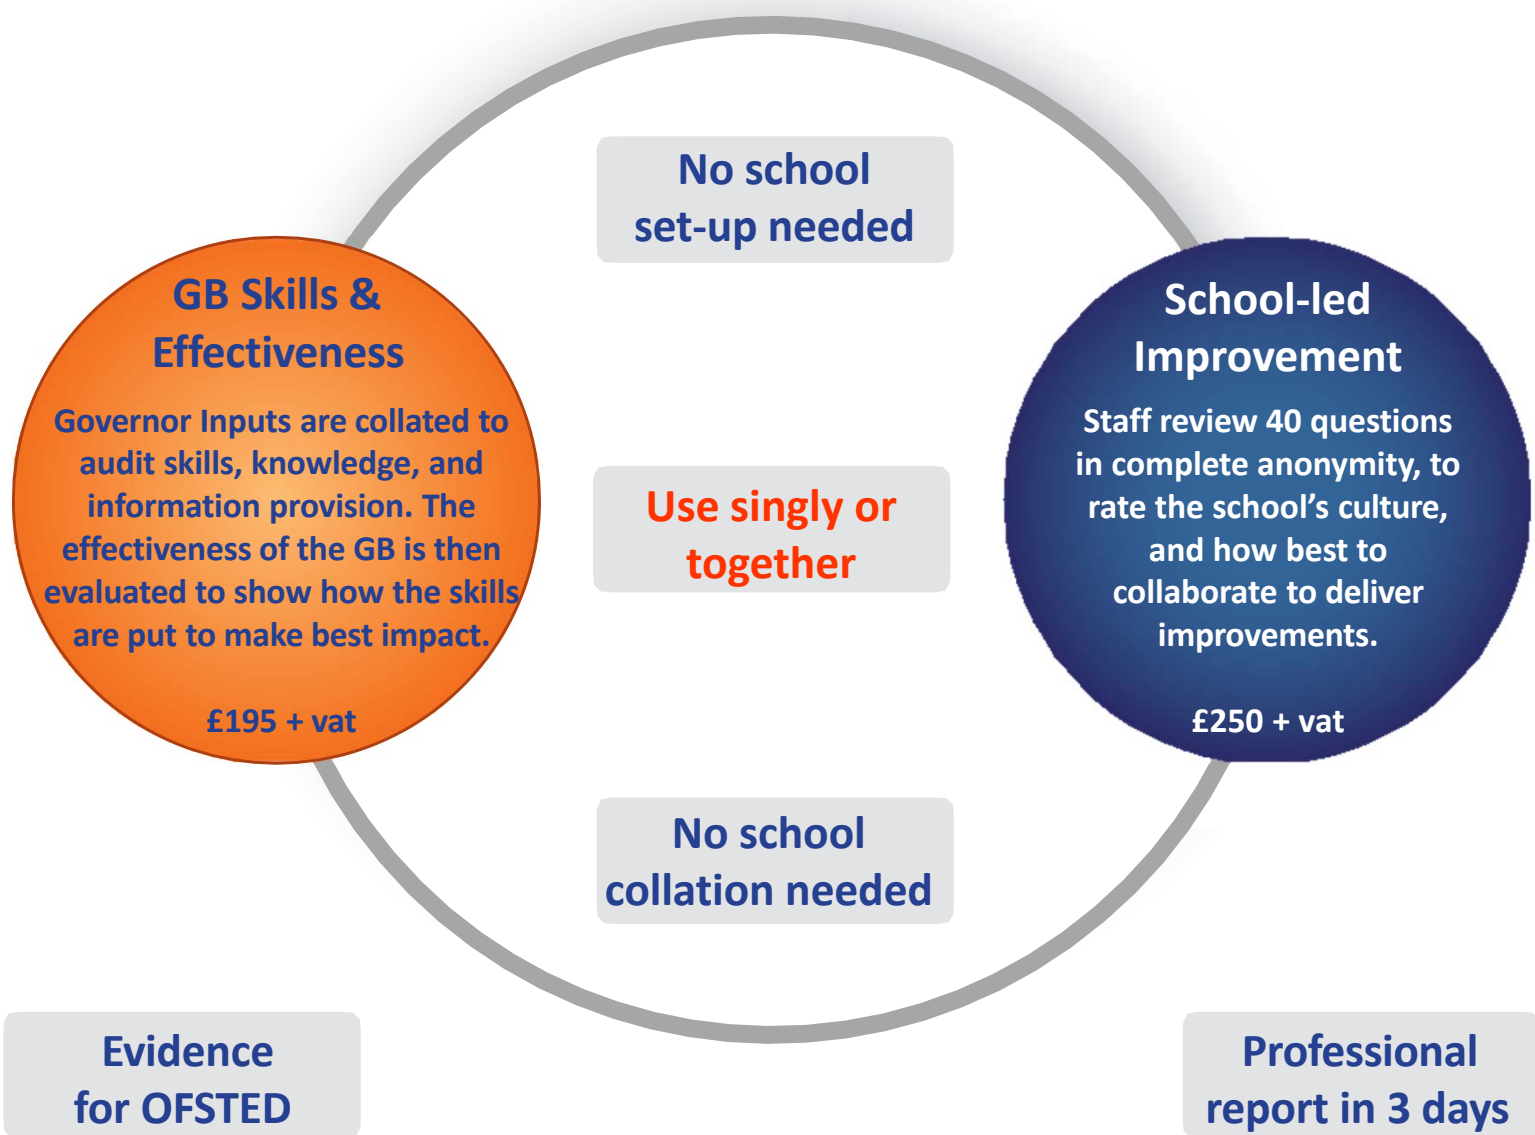 No school
set-up needed
GB Skills &
Effectiveness
Governor Inputs are collated to
audit skills, knowledge, and
information provision. The
effectiveness of the GB is then
evaluated to show how the skills
are put to make best impact.
£195 + vat
Use singly or
together
School-led
Improvement
Staff review 40 questions
in complete anonymity, to
rate the school’s culture,
and how best to
collaborate to deliver
improvements.
£250 + vat
No school
collation needed
Evidence
for OFSTED
Professional
report in 3 days